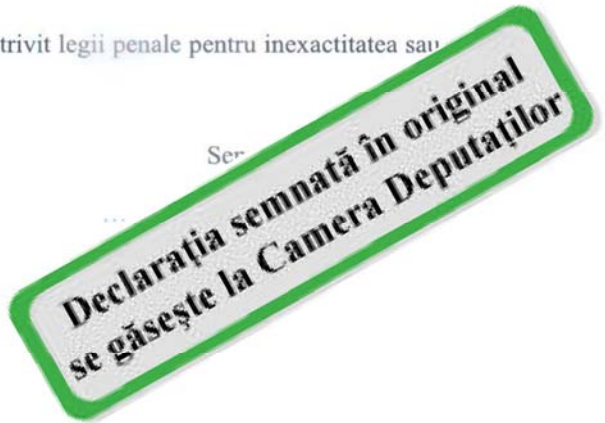 trivit legii penale pentru inexactitatea sau
Declarația semnată în original
se găsește la Camera Deputaților